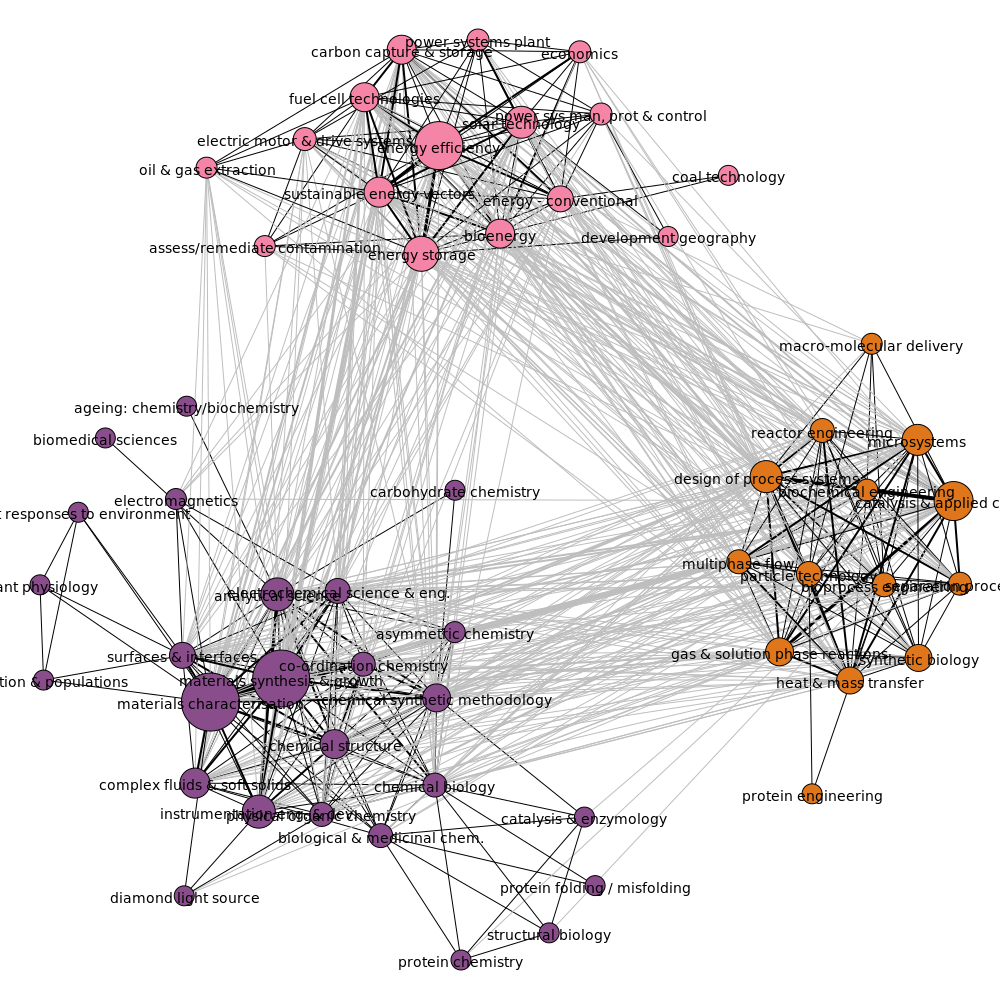 power systems plant
carbon capture & storage
economics
fuel cell technologies
power sys man, prot & control
solar technology
electric motor & drive systems
energy efficiency
oil & gas extraction
coal technology
sustainable energy vectors
energy - conventional
bioenergy
development geography
assess/remediate contamination
energy storage
macro-molecular delivery
ageing: chemistry/biochemistry
reactor engineering
biomedical sciences
microsystems
design of process systems
carbohydrate chemistry
biochemical engineering
electromagnetics
catalysis & applied c
t responses to environment
multiphase flow
particle technology
ant physiology
bioprocess engineering
separation proce
electrochemical science & eng.
analytical science
asymmetric chemistry
gas & solution phase reactions
surfaces & interfaces
synthetic biology
co-ordination chemistry
tion & populations
materials synthesis & growth
heat & mass transfer
chemical synthetic methodology
materials characterisation
chemical structure
complex fluids & soft solids
chemical biology
protein engineering
instrumentation eng. & dev.
physical organic chemistry
catalysis & enzymology
biological & medicinal chem.
protein folding / misfolding
diamond light source
structural biology
protein chemistry